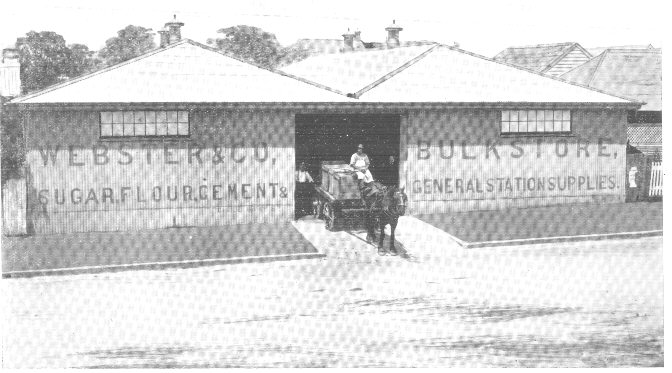 WEBSTER & CO, BULKSTORE,
SUGAR, FLOUR, CEMENT & GENERAL STATION SUPPLIES.